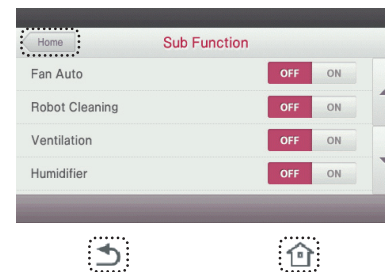 Home Sub Function
Fan Auto OFF ON
Robot Cleaning OFF ON
Ventilation OFF ON
Humidifier OFF ON